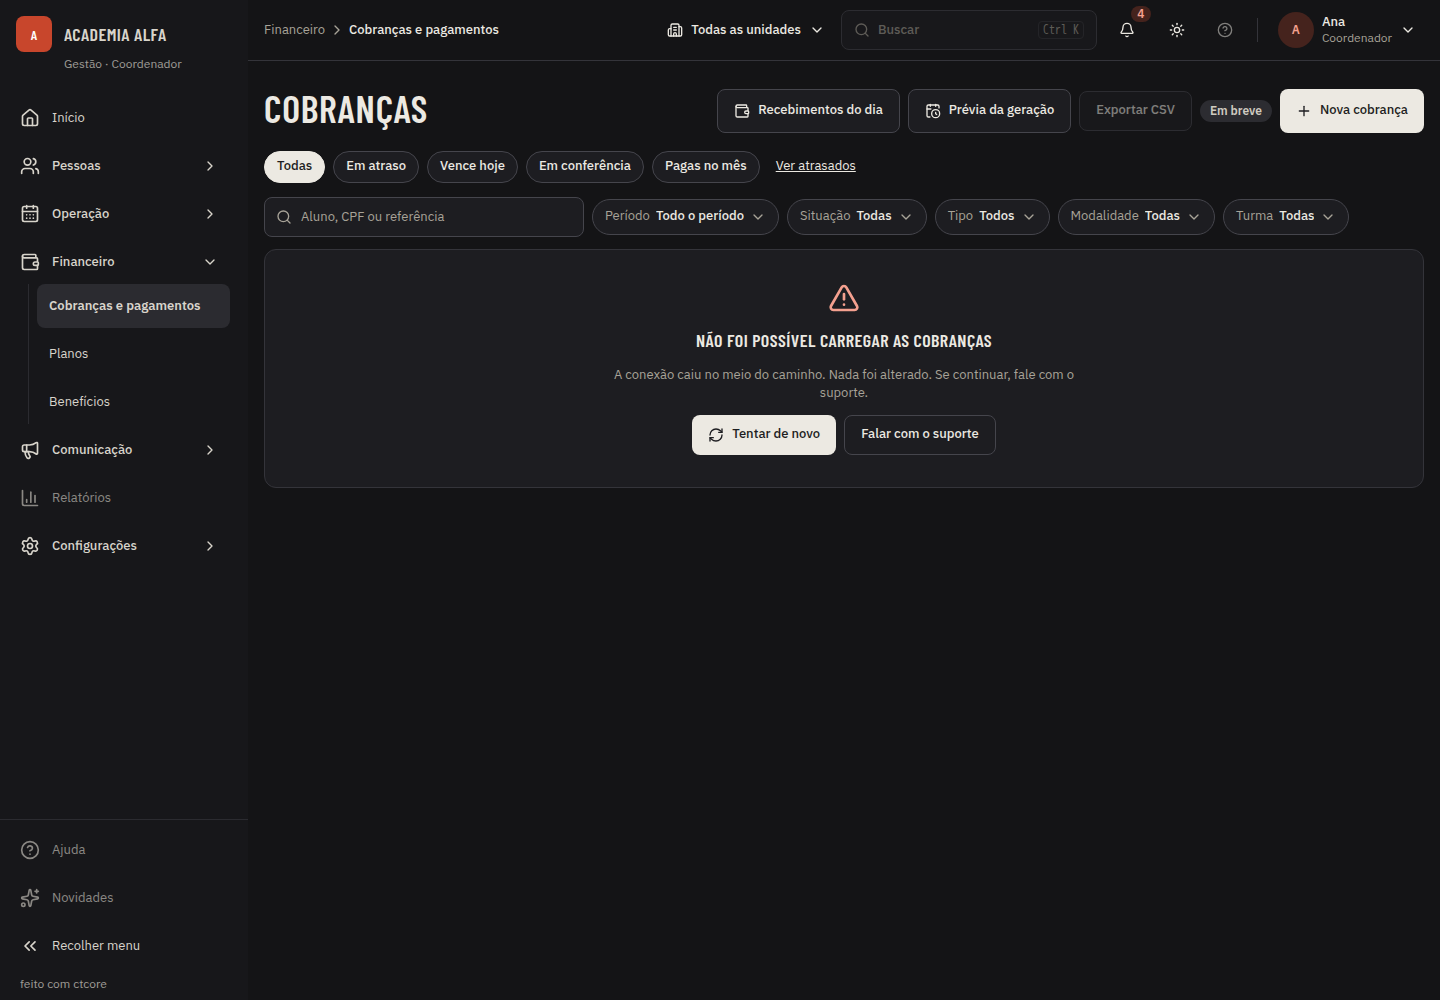 A
ACADEMIA ALFA
Gestão · Coordenador
Início
Pessoas
Operação
Financeiro
Cobranças e pagamentos
Planos
Benefícios
Comunicação
Relatórios
Configurações
Ajuda
Novidades
Recolher menu
feito com ctcore
Financeiro
Cobranças e pagamentos
Todas as unidades
Buscar
Ctrl K
4
A
Ana
Coordenador
COBRANÇAS
Recebimentos do dia
Prévia da geração
Exportar CSV
Em breve
Nova cobrança
Todas
Em atraso
Vence hoje
Em conferência
Pagas no mês
Ver atrasados
Aluno, CPF ou referência
Período Todo o período
Situação Todas
Tipo Todos
Modalidade Todas
Turma Todas
NÃO FOI POSSÍVEL CARREGAR AS COBRANÇAS
A conexão caiu no meio do caminho. Nada foi alterado. Se continuar, fale com o
suporte.
Tentar de novo
Falar com o suporte